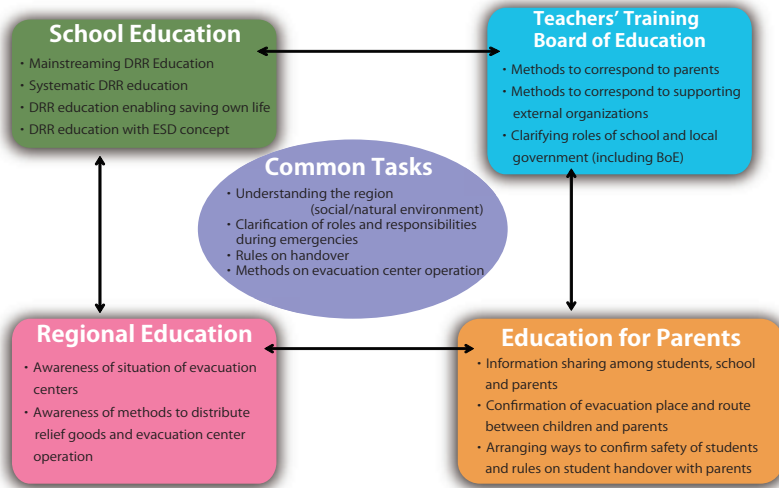 School Education
・Mainstreaming DRR Education
・Systematic DRR education
・DRR education enabling saving own life
・DRR education with ESD concept
Teachers' Training
Board of Education
・Methods to correspond to parents
・Methods to correspond to supporting
external organizations
・Clarifying roles of school and local
government (including BoE)
Common Tasks
・Understanding the region
(social/natural environment)
・Clarification of roles and responsibilities
during emergencies
・Rules on handover
・Methods on evacuation center operation
Regional Education
・Awareness of situation of evacuation
centers
・Awareness of methods to distribute
relief goods and evacuation center
operation
Education for Parents
・Information sharing among students, school
and parents
・Confirmation of evacuation place and route
between children and parents
・Arranging ways to confirm safety of students
and rules on student handover with parents